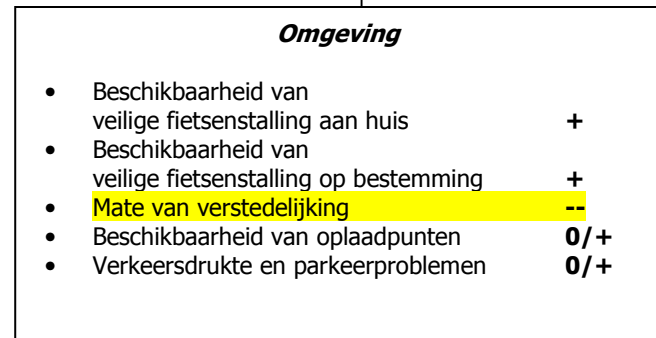 Omgeving
• Beschikbaarheid van
veilige fietsenstalling aan huis +
• Beschikbaarheid van
veilige fietsenstalling op bestemming +
• Mate van verstedelijking --
• Beschikbaarheid van oplaadpunten 0/+
• Verkeersdrukte en parkeerproblemen 0/+